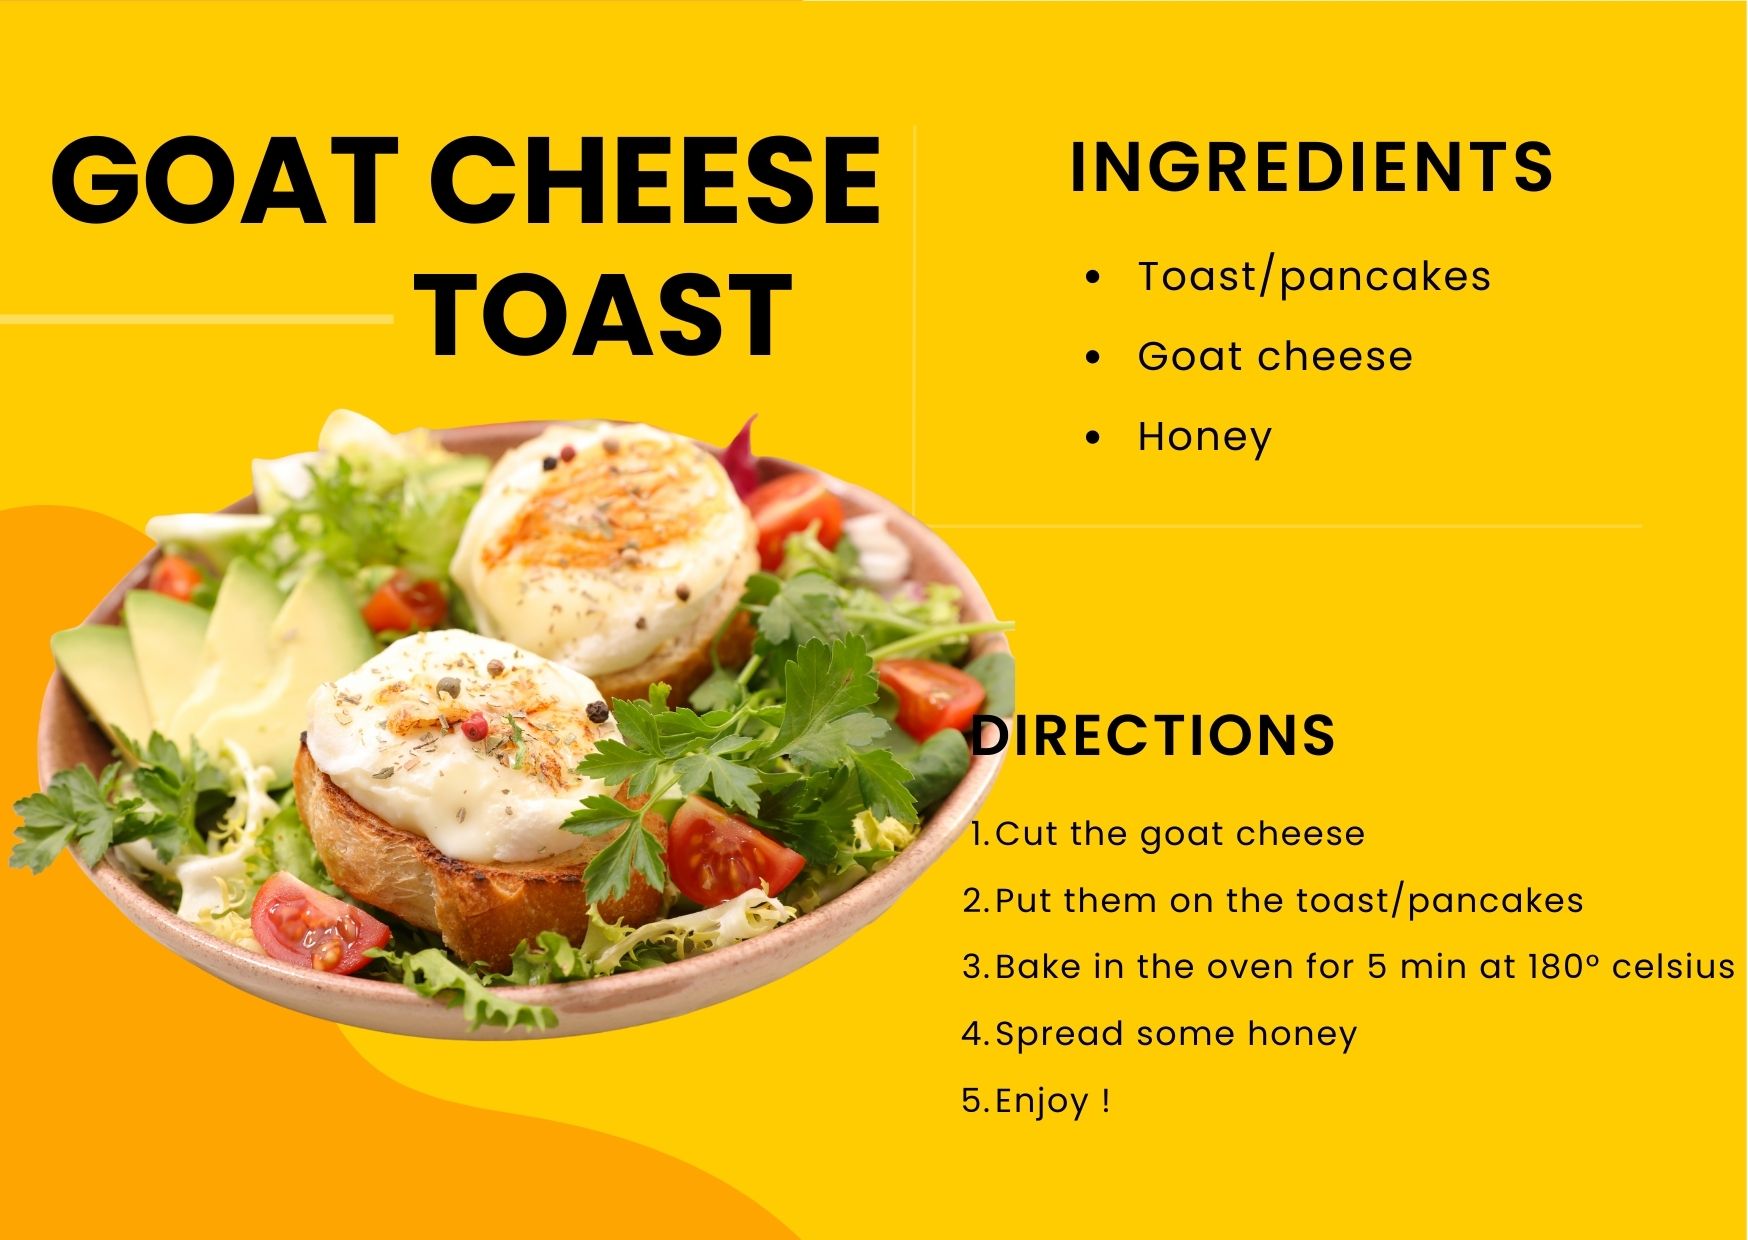 GOAT CHEESE
TOAST
INGREDIENTS
• Toast/pancakes
• Goat cheese
• Honey
DIRECTIONS
1. Cut the goat cheese
2. Put them on the toast/pancakes
3. Bake in the oven for 5 min at 180° celsius
4. Spread some honey
5. Enjoy !